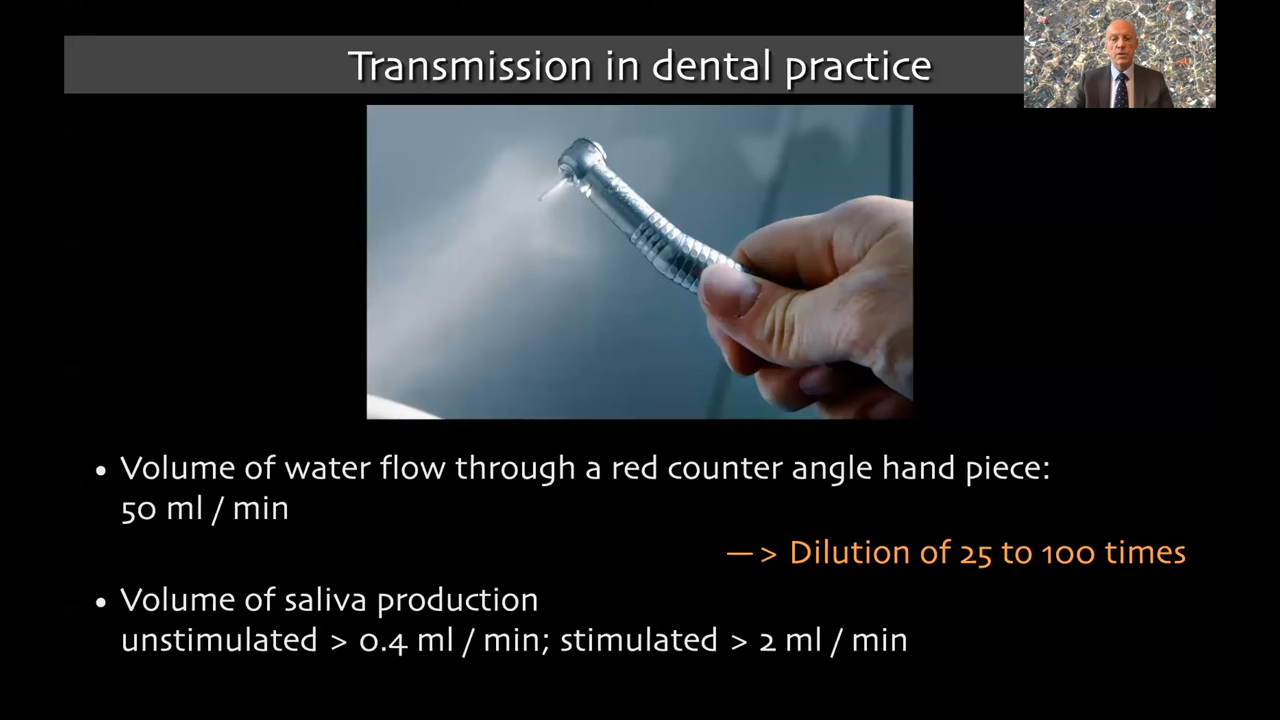 Transmission in dental practice
• Volume of water flow through a red counter angle hand piece:
50 ml / min
— > Dilution of 25 to 100 times
• Volume of saliva production
unstimulated > 0.4 ml / min; stimulated > 2 ml / min